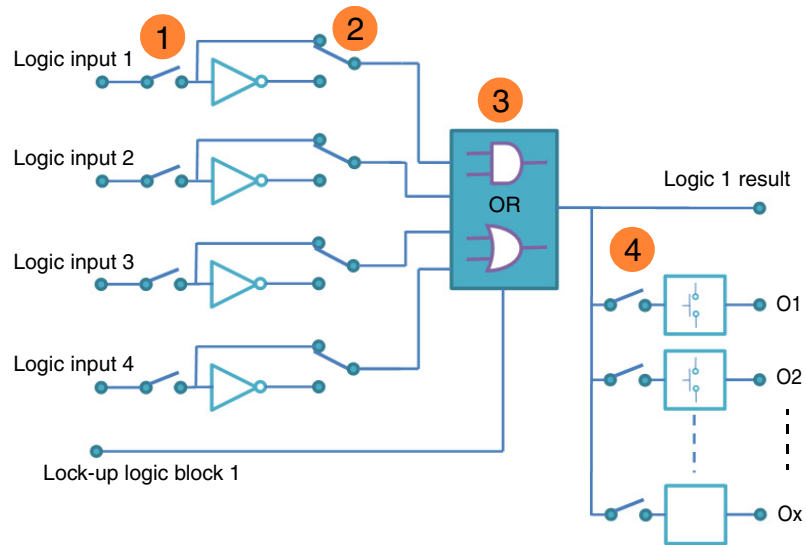 1
2
Logic input 1
3
Logic input 2
Logic 1 result
OR
4
Logic input 3
O1
Logic input 4
O2
Lock-up logic block 1
Ox